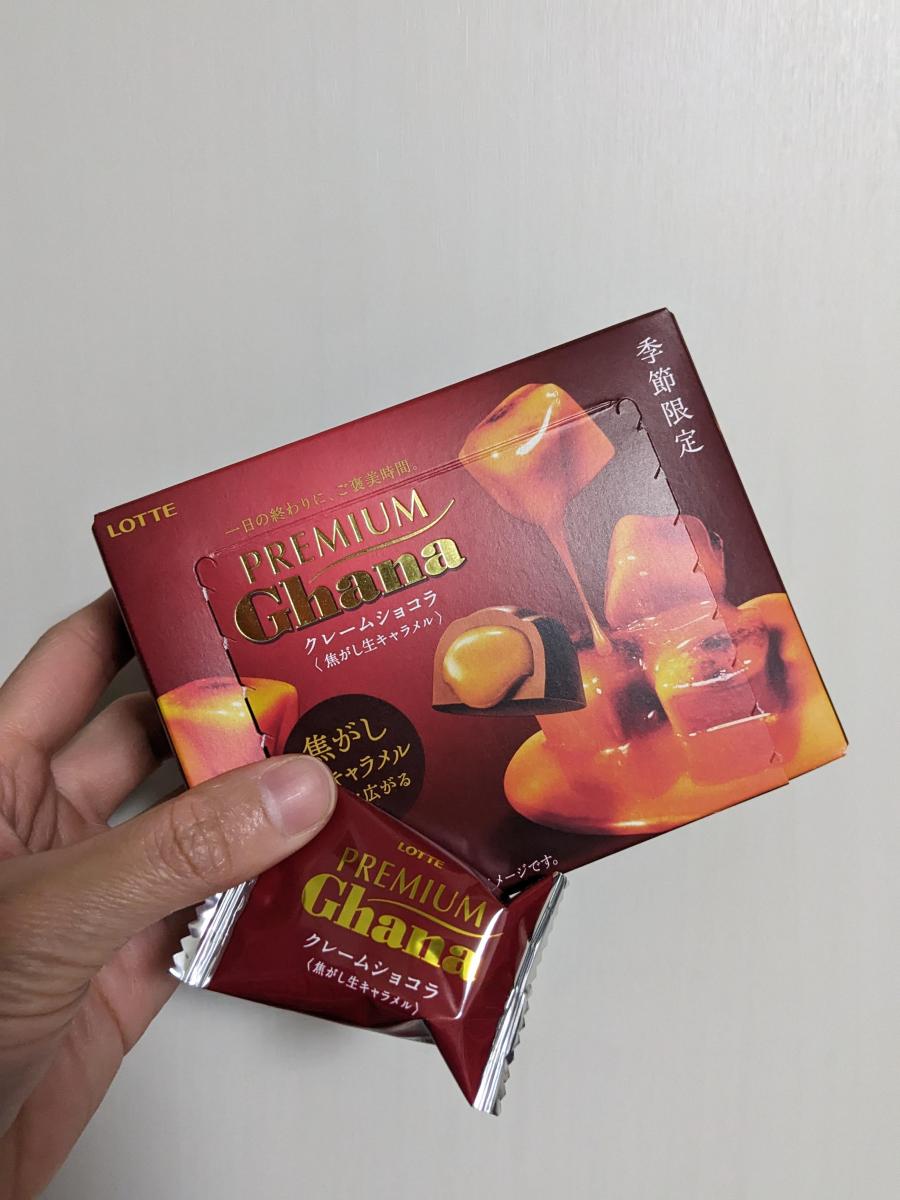 季節限定
LOTTE
一日の終わりに、ご褒美時間。
PREMIUM
Ghana
クレームショコラ
〈焦がし生キャラメル〉
焦がし
キャラメル
広がる
メージです。
LOTTE
PREMIUM
Ghana
クレームショコラ
〈焦がし生キャラメル〉